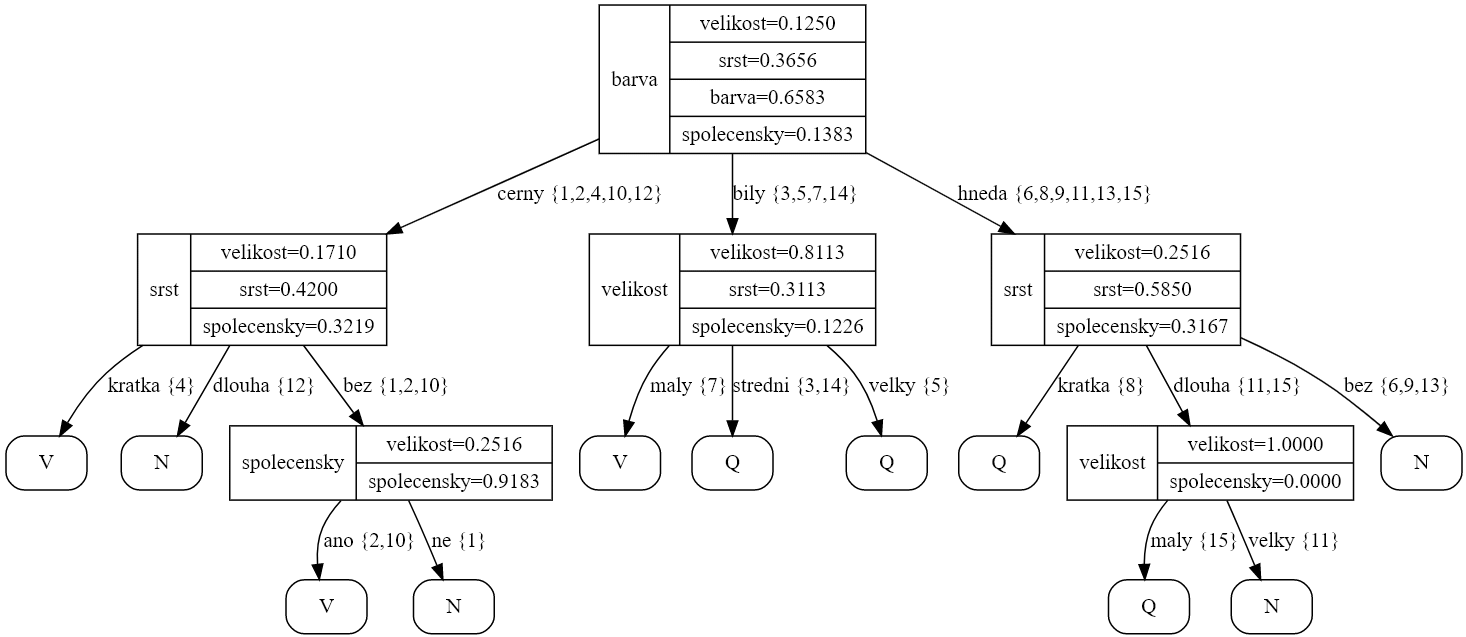 barva
velikost=0.1250
srst=0.3656
barva=0.6583
spolecensky=0.1383
cerny {1,2,4,10,12}
bily {3,5,7,14}
hneda {6,8,9,11,13,15}
srst
velikost=0.1710
srst=0.4200
spolecensky=0.3219
velikost
velikost=0.8113
srst=0.3113
spolecensky=0.1226
srst
velikost=0.2516
srst=0.5850
spolecensky=0.3167
kratka {4}
dlouha {12}
bez {1,2,10}
maly {7}
stredni {3,14}
velky {5}
kratka {8}
dlouha {11,15}
bez {6,9,13}
V
N
spolecensky
velikost=0.2516
spolecensky=0.9183
V
Q
Q
Q
velikost
velikost=1.0000
spolecensky=0.0000
N
ano {2,10}
ne {1}
maly {15}
velky {11}
V
N
Q
N